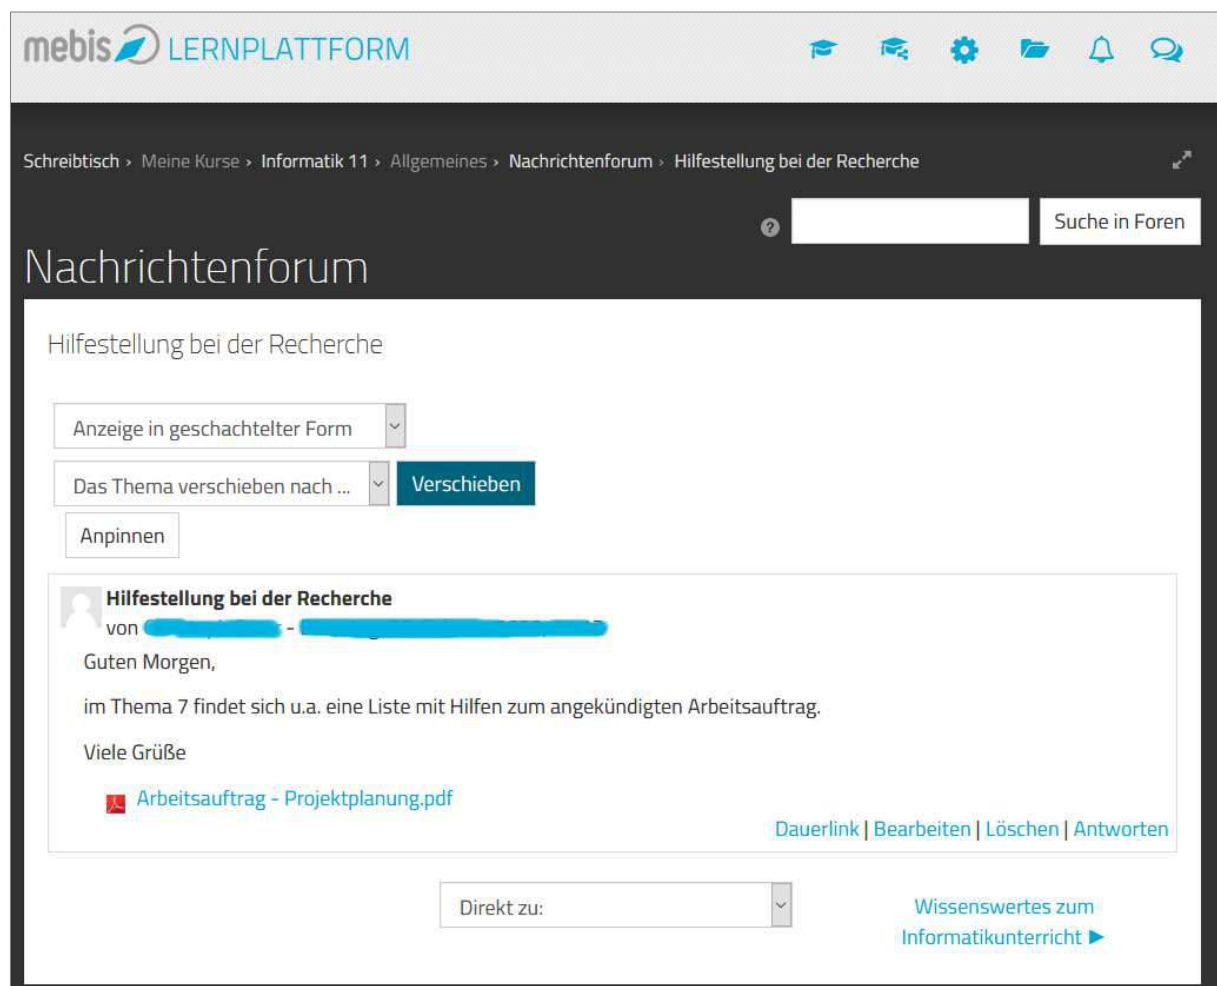 mebis LERNPLATTFORM
Schreibtisch › Meine Kurse › Informatik 11 › Allgemeines › Nachrichtenforum › Hilfestellung bei der Recherche
Suche in Foren
Nachrichtenforum
Hilfestellung bei der Recherche
Anzeige in geschachtelter Form
Das Thema verschieben nach ... Verschieben
Anpinnen
Hilfestellung bei der Recherche
von -
Guten Morgen,
im Thema 7 findet sich u.a. eine Liste mit Hilfen zum angekündigten Arbeitsauftrag.
Viele Grüße
Arbeitsauftrag - Projektplanung.pdf
Dauerlink | Bearbeiten | Löschen | Antworten
Direkt zu:
Wissenswertes zum
Informatikunterricht ►